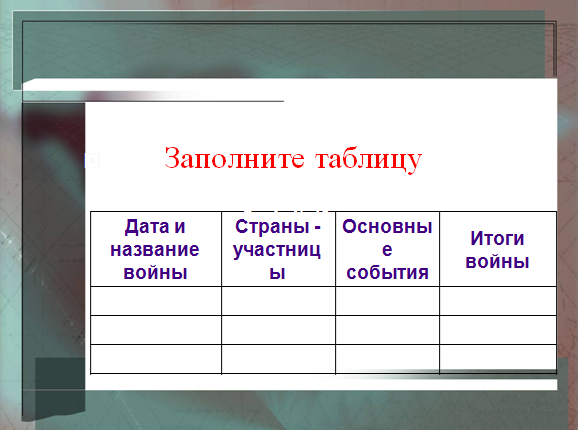 Заполните таблицу
Дата и
название
войны
Страны -
участниц
ы
Основны
е
события
Итоги
войны